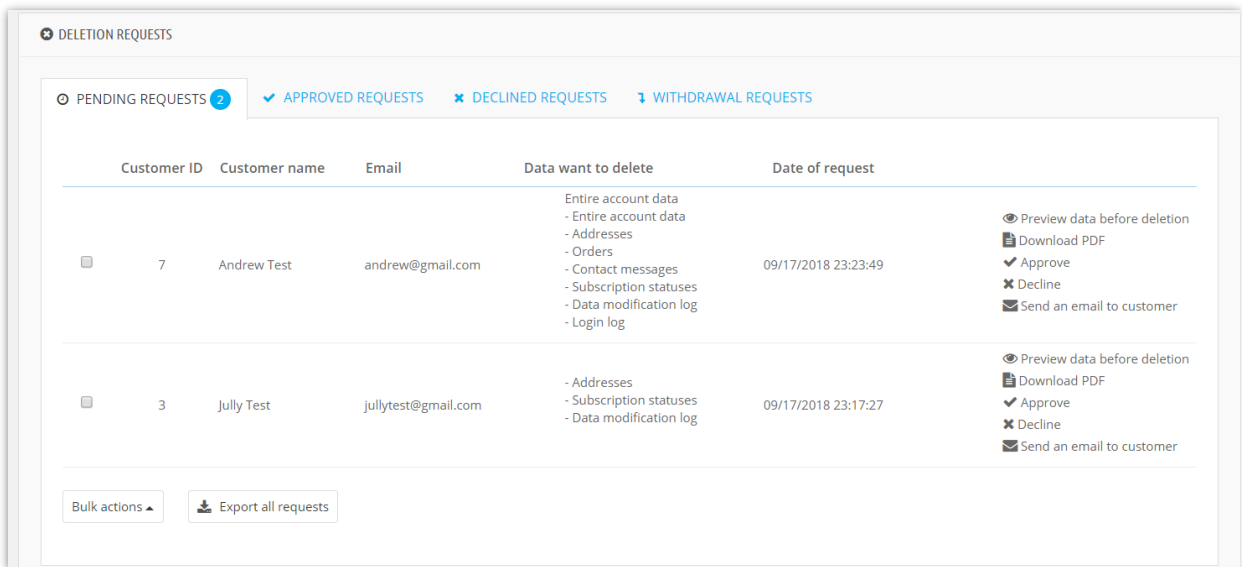 DELETION REQUESTS
PENDING REQUESTS 2 APPROVED REQUESTS DECLINED REQUESTS WITHDRAWAL REQUESTS
Customer ID Customer name Email Data want to delete Date of request
7 Andrew Test andrew@gmail.com
Entire account data
- Entire account data
- Addresses
- Orders
- Contact messages
- Subscription statuses
- Data modification log
- Login log
09/17/2018 23:23:49
Preview data before deletion
Download PDF
Approve
Decline
Send an email to customer
3 Jully Test jullytest@gmail.com
- Addresses
- Subscription statuses
- Data modification log
09/17/2018 23:17:27
Preview data before deletion
Download PDF
Approve
Decline
Send an email to customer
Bulk actions Export all requests